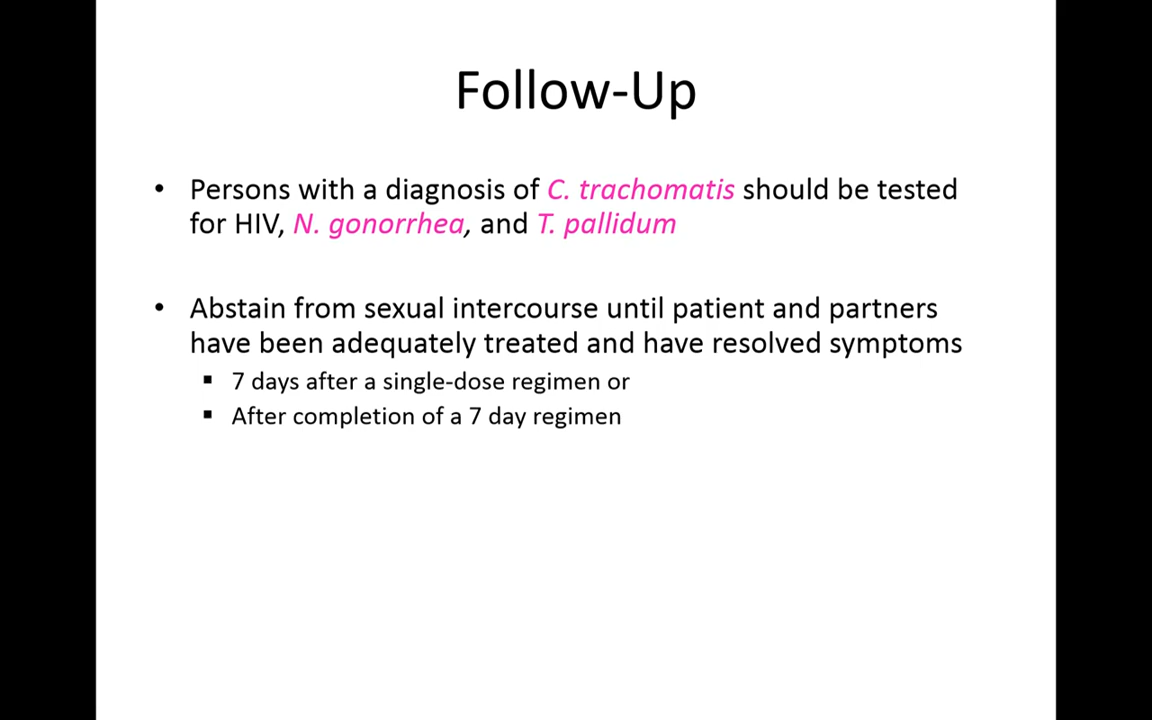 Follow-Up
• Persons with a diagnosis of C. trachomatis should be tested
for HIV, N. gonorrhea, and T. pallidum
• Abstain from sexual intercourse until patient and partners
have been adequately treated and have resolved symptoms
▪ 7 days after a single-dose regimen or
▪ After completion of a 7 day regimen